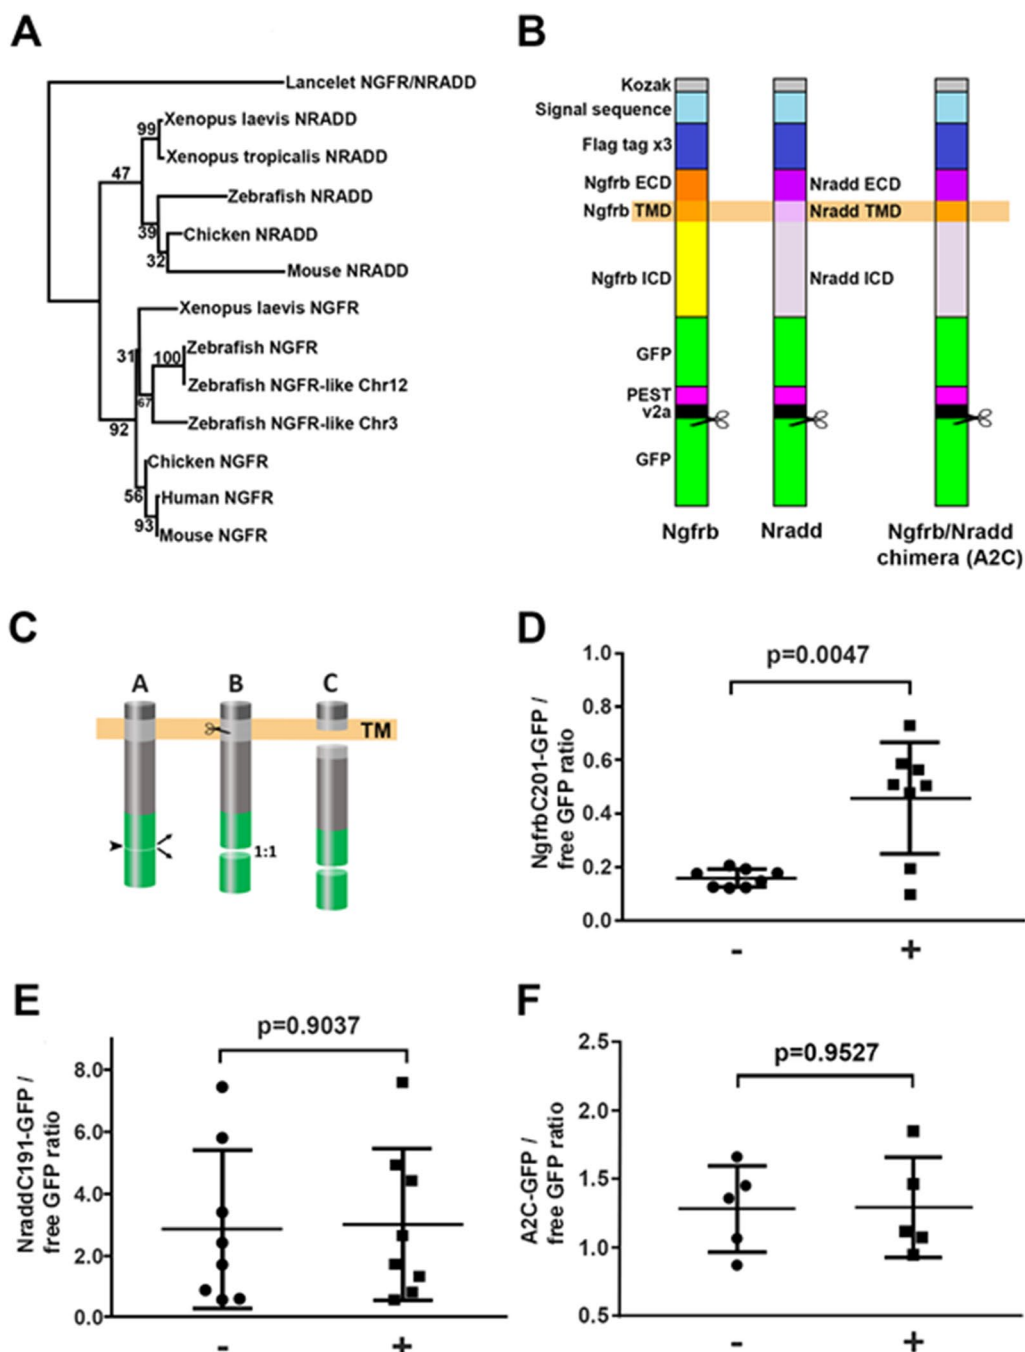 A
Lancelet NGFR/NRADD
99
Xenopus laevis NRADD
Xenopus tropicalis NRADD
47
Zebrafish NRADD
39
Chicken NRADD
32
Mouse NRADD
Xenopus laevis NGFR
31
100
Zebrafish NGFR
Zebrafish NGFR-like Chr12
67
Zebrafish NGFR-like Chr3
92
Chicken NGFR
56
Human NGFR
93
Mouse NGFR
B
Kozak
Signal sequence
Flag tag x3
Ngfrb ECD
Nradd ECD
Ngfrb TMD
Nradd TMD
Ngfrb ICD
Nradd ICD
GFP
PEST
v2a
GFP
Ngfrb
Nradd
Ngfrb/Nradd
chimera (A2C)
C
A B C
TM
1:1
D
NgfrbC201-GFP /
free GFP ratio
1.0
0.8
0.6
0.4
0.2
0.0
p=0.0047
- +
E
NraddC191-GFP /
free GFP ratio
8.0
6.0
4.0
2.0
0.0
p=0.9037
- +
F
A2C-GFP /
free GFP ratio
2.5
2.0
1.5
1.0
0.5
p=0.9527
- +